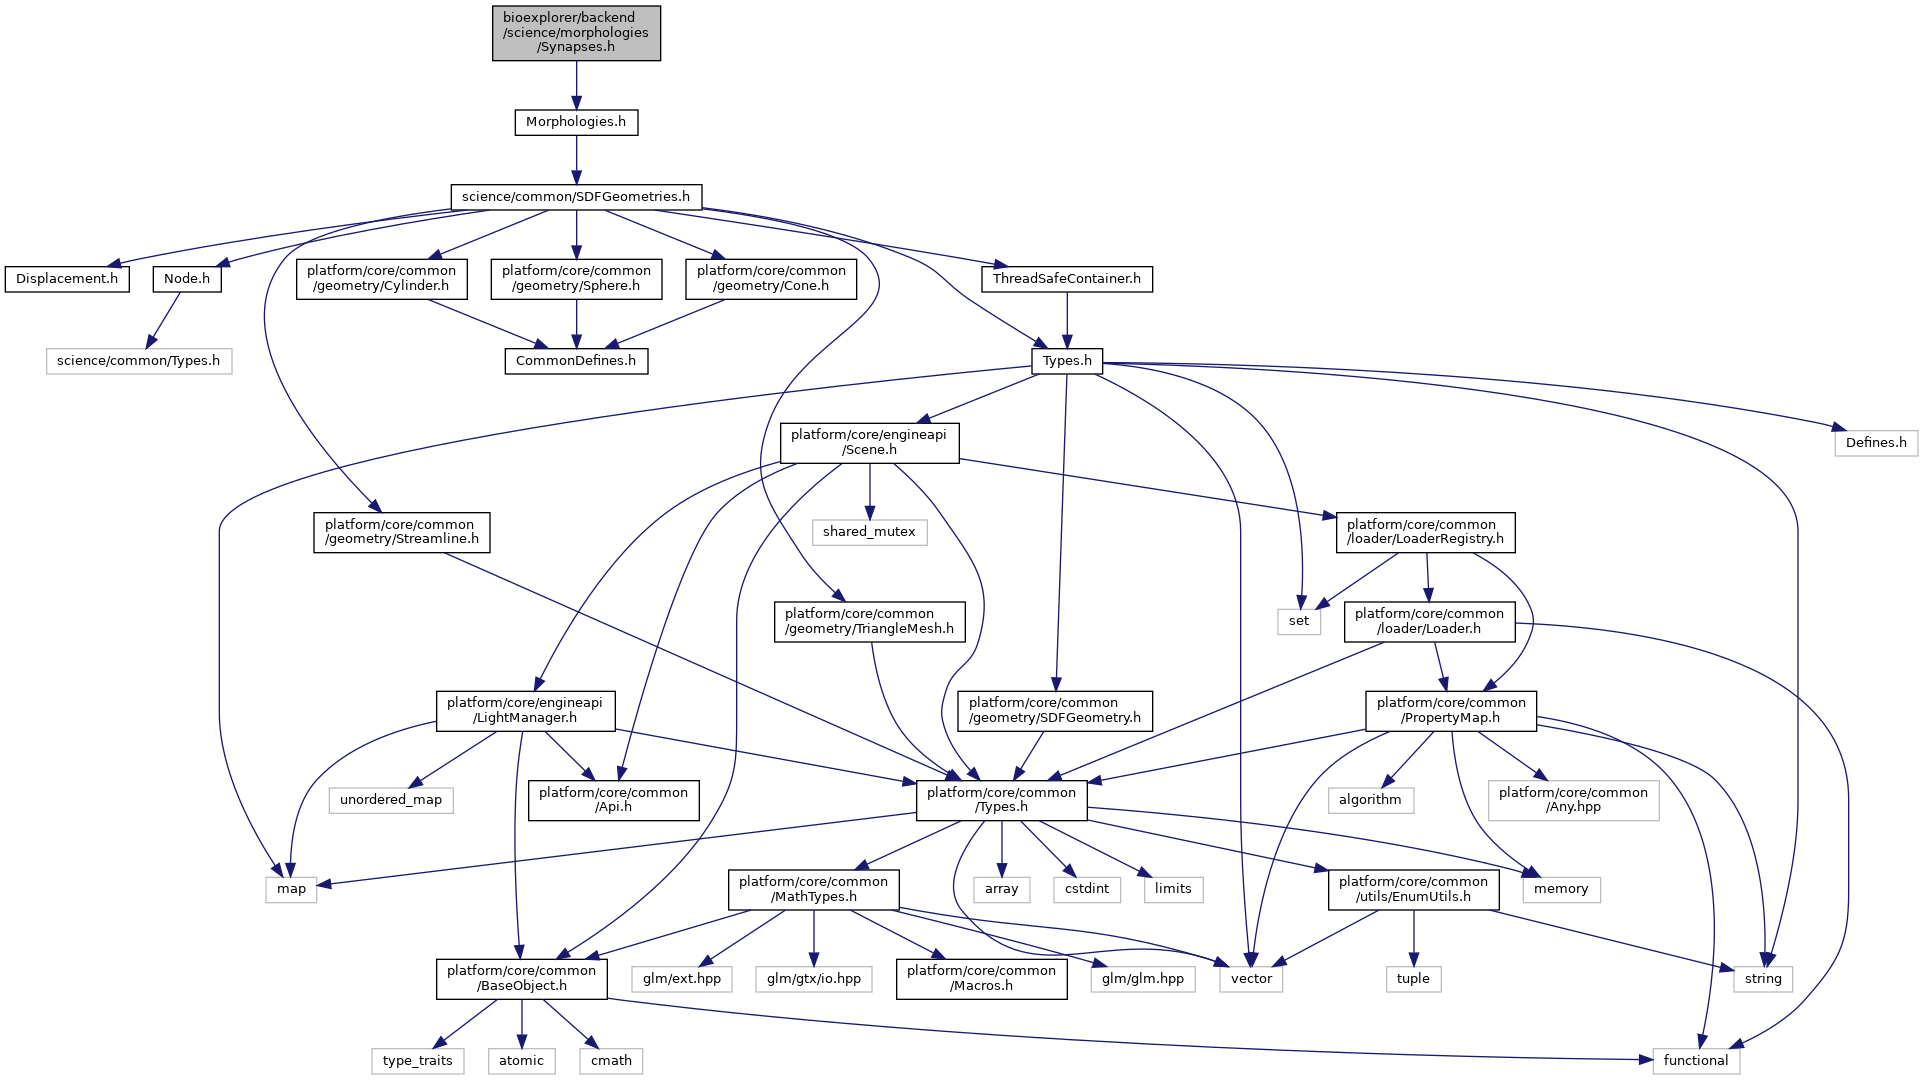 bioexplorer/backend
/science/morphologies
/Synapses.h
Morphologies.h
science/common/SDFGeometries.h
Displacement.h
Node.h
platform/core/common
/geometry/Cylinder.h
platform/core/common
/geometry/Sphere.h
platform/core/common
/geometry/Cone.h
ThreadSafeContainer.h
science/common/Types.h
CommonDefines.h
Types.h
platform/core/engineapi
/Scene.h
Defines.h
platform/core/common
/geometry/Streamline.h
shared_mutex
platform/core/common
/loader/LoaderRegistry.h
platform/core/common
/geometry/TriangleMesh.h
set
platform/core/common
/loader/Loader.h
platform/core/engineapi
/LightManager.h
platform/core/common
/geometry/SDFGeometry.h
platform/core/common
/PropertyMap.h
unordered_map
platform/core/common
/Api.h
platform/core/common
/Types.h
algorithm
platform/core/common
/Any.hpp
map
platform/core/common
/MathTypes.h
array
cstdint
limits
platform/core/common
/utils/EnumUtils.h
memory
platform/core/common
/BaseObject.h
glm/ext.hpp
glm/gtx/io.hpp
platform/core/common
/Macros.h
glm/glm.hpp
vector
tuple
string
type_traits
atomic
cmath
functional